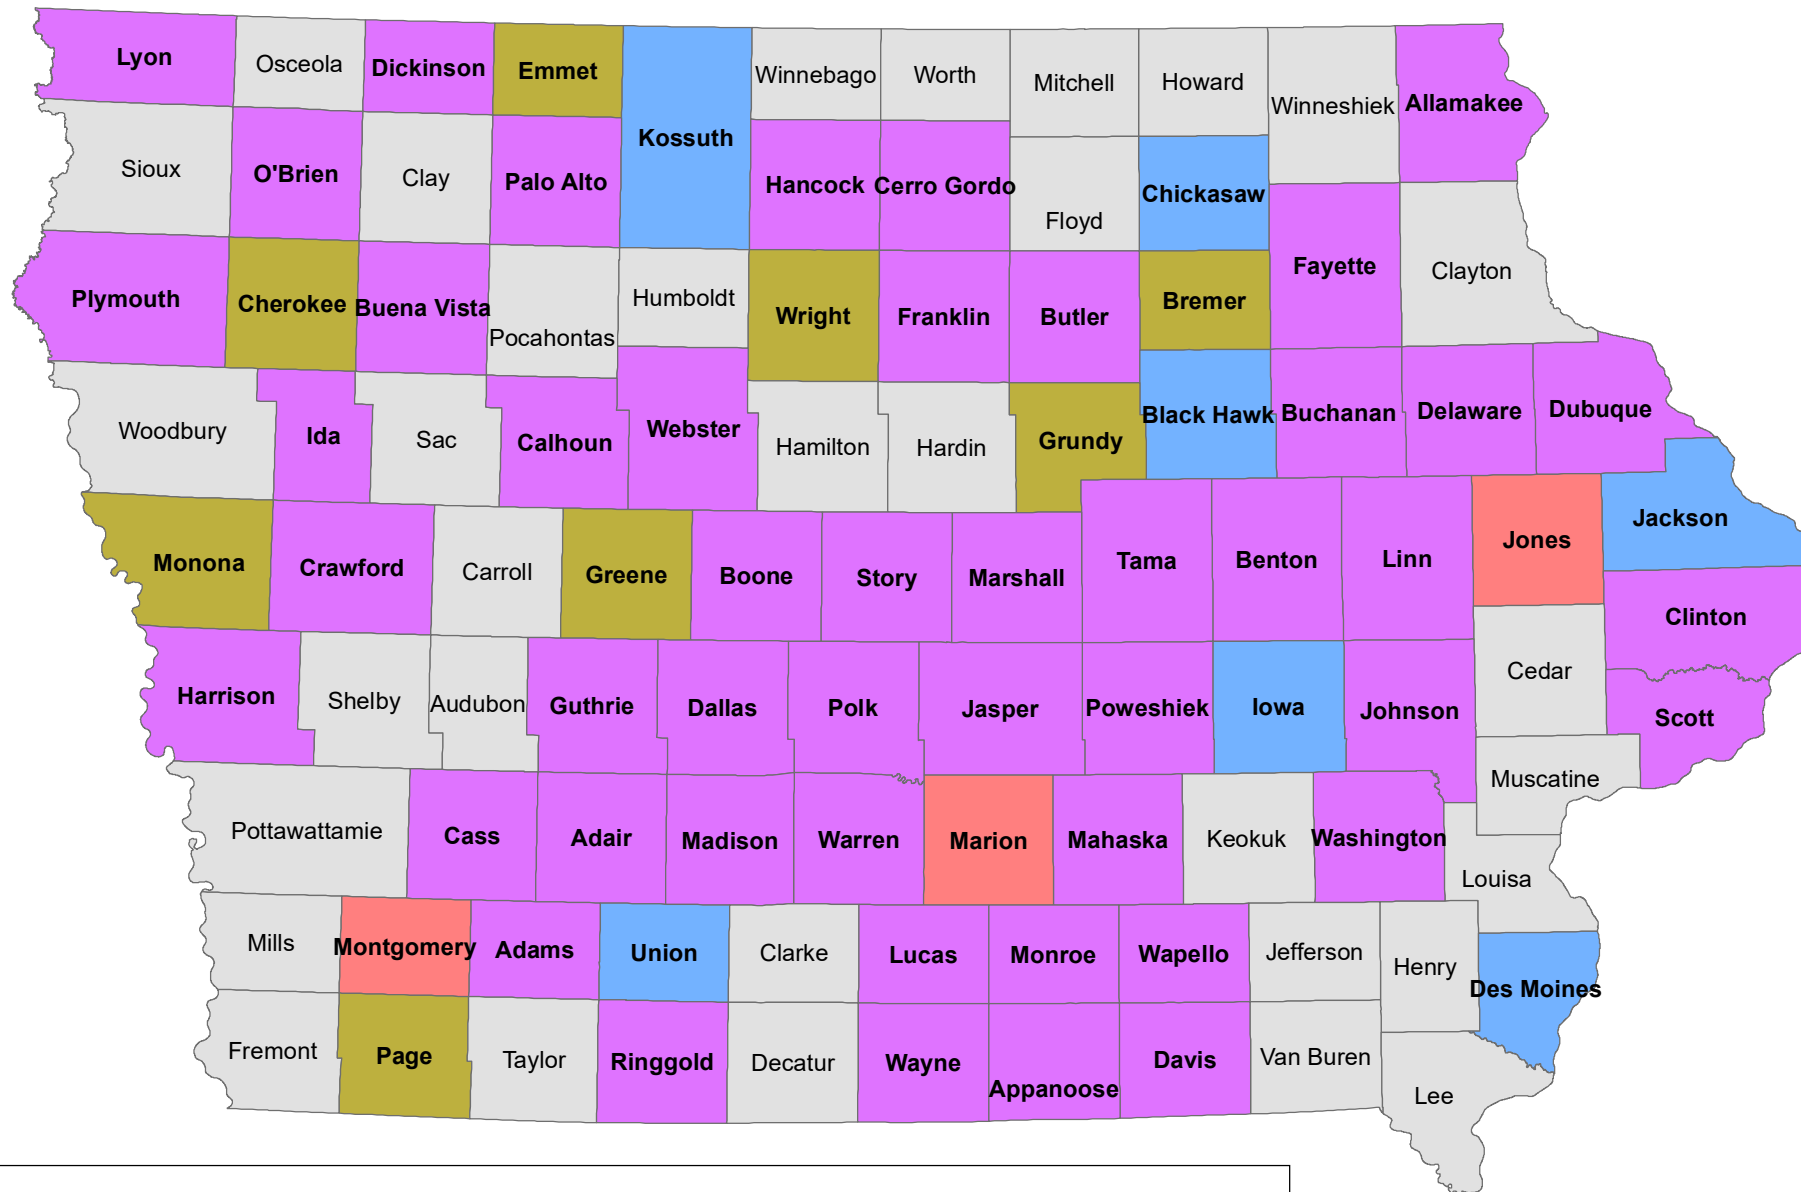 Lyon
Osceola
Dickinson
Emmet
Kossuth
Winnebago
Worth
Mitchell
Howard
Winneshiek
Allamakee
Sioux
O'Brien
Clay
Palo Alto
Hancock
Cerro Gordo
Floyd
Chickasaw
Fayette
Clayton
Plymouth
Cherokee
Buena Vista
Pocahontas
Humboldt
Wright
Franklin
Butler
Bremer
Woodbury
Ida
Sac
Calhoun
Webster
Hamilton
Hardin
Grundy
Black Hawk
Buchanan
Delaware
Dubuque
Monona
Crawford
Carroll
Greene
Boone
Story
Marshall
Tama
Benton
Linn
Jones
Jackson
Clinton
Harrison
Shelby
Audubon
Guthrie
Dallas
Polk
Jasper
Poweshiek
Iowa
Johnson
Cedar
Scott
Muscatine
Pottawattamie
Cass
Adair
Madison
Warren
Marion
Mahaska
Keokuk
Washington
Louisa
Mills
Montgomery
Adams
Union
Clarke
Lucas
Monroe
Wapello
Jefferson
Henry
Des Moines
Fremont
Page
Taylor
Ringgold
Decatur
Wayne
Appanoose
Davis
Van Buren
Lee